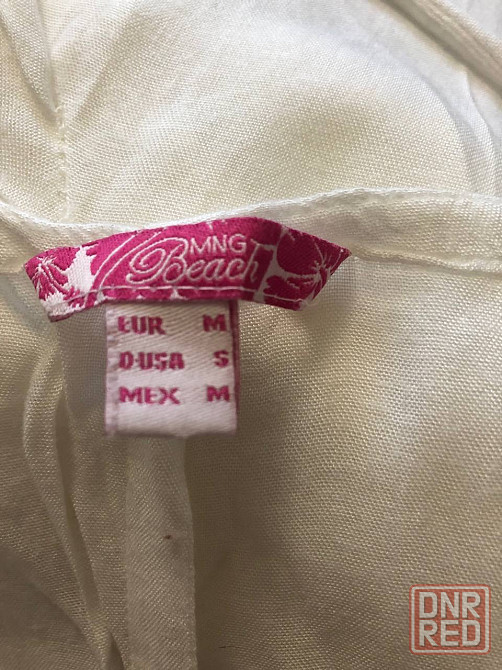 MNG
Beach
EUR M
D·USA S
MEX M
DNR
RED